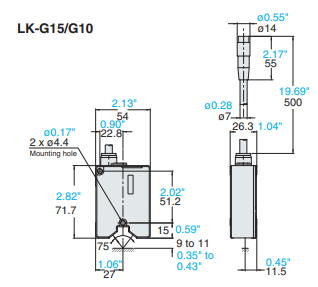 LK-G15/G10
ø0.55"
ø14
2.17"
55
19.69"
500
ø0.28
ø7
26.3 1.04"
2.13"
54
0.90"
22.8
ø0.17"
2 x ø4.4
Mounting hole
2.82"
71.7
2.02"
51.2
15 0.59"
75°
9 to 11
0.35" to
0.43"
1.06"
27
0.45"
11.5